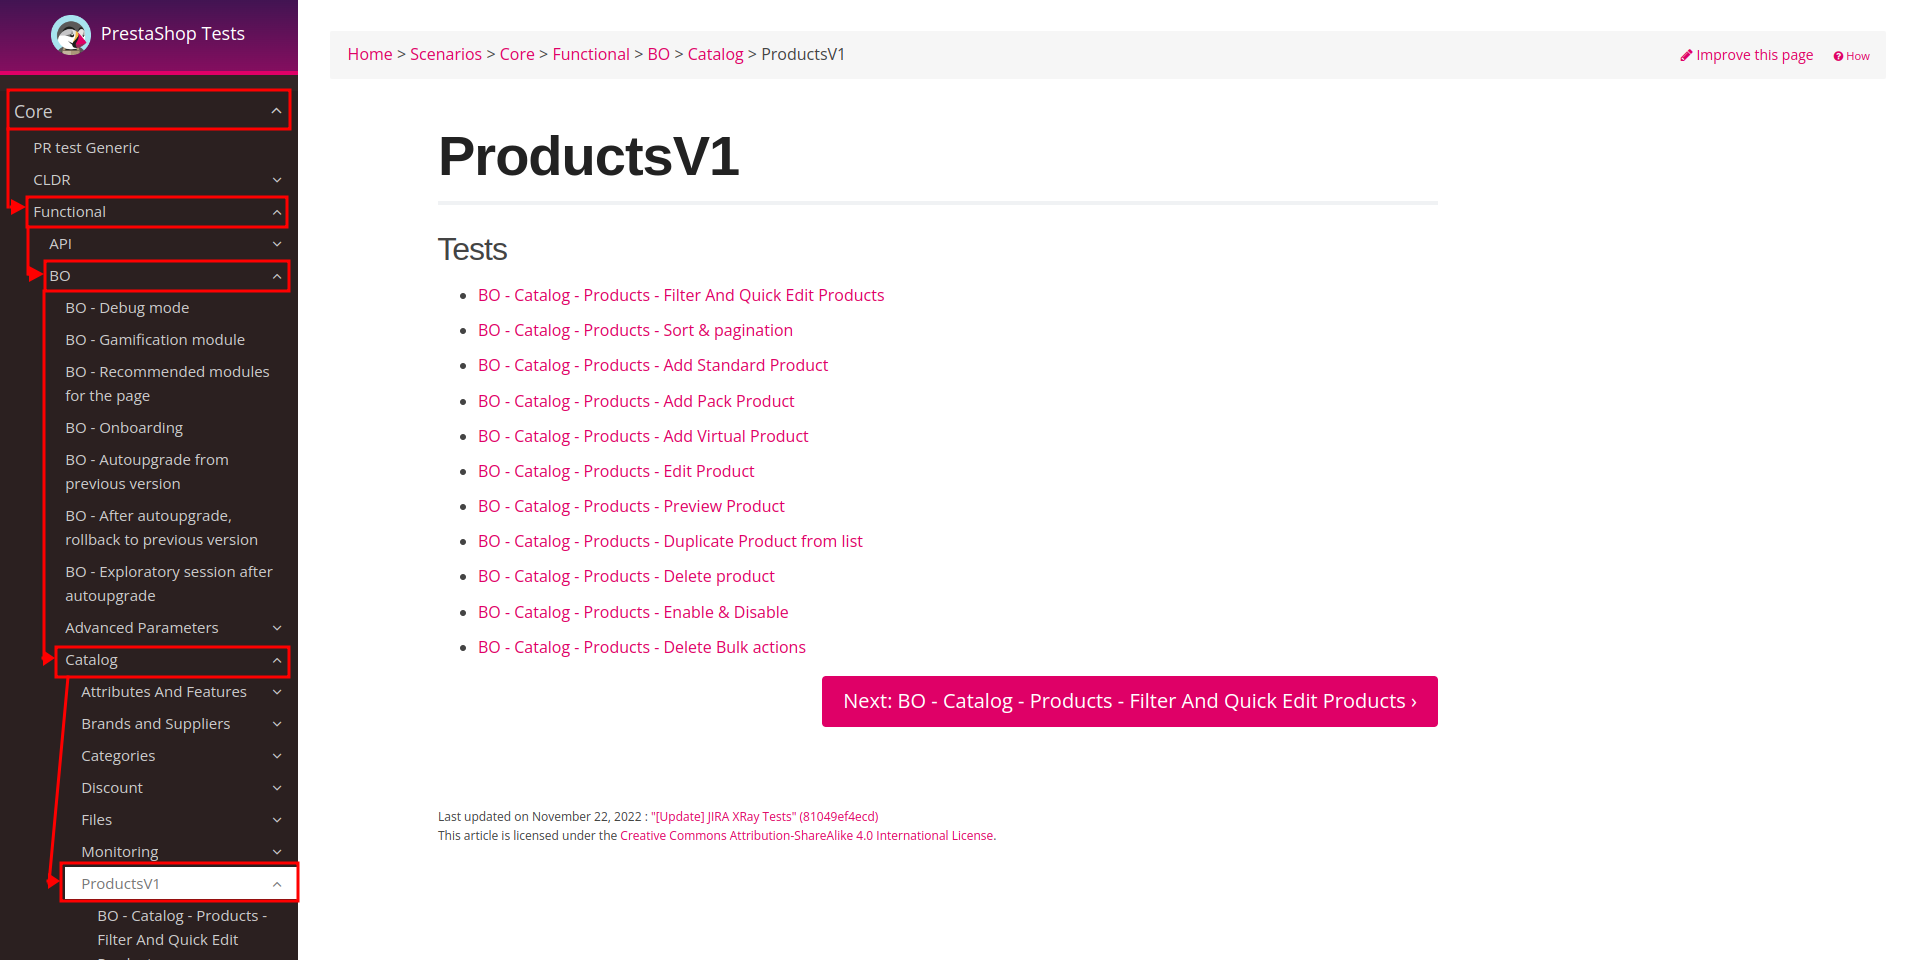 PrestaShop Tests
Core
PR test Generic
CLDR
Functional
API
BO
BO - Debug mode
BO - Gamification module
BO - Recommended modules
for the page
BO - Onboarding
BO - Autoupgrade from
previous version
BO - After autoupgrade,
rollback to previous version
BO - Exploratory session after
autoupgrade
Advanced Parameters
Catalog
Attributes And Features
Brands and Suppliers
Categories
Discount
Files
Monitoring
ProductsV1
BO - Catalog - Products -
Filter And Quick Edit
Home > Scenarios > Core > Functional > BO > Catalog > ProductsV1
Improve this page
How
ProductsV1
Tests
BO - Catalog - Products - Filter And Quick Edit Products
BO - Catalog - Products - Sort & pagination
BO - Catalog - Products - Add Standard Product
BO - Catalog - Products - Add Pack Product
BO - Catalog - Products - Add Virtual Product
BO - Catalog - Products - Edit Product
BO - Catalog - Products - Preview Product
BO - Catalog - Products - Duplicate Product from list
BO - Catalog - Products - Delete product
BO - Catalog - Products - Enable & Disable
BO - Catalog - Products - Delete Bulk actions
Next: BO - Catalog - Products - Filter And Quick Edit Products ›
Last updated on November 22, 2022 : "[Update] JIRA XRay Tests" (81049ef4ecd)
This article is licensed under the Creative Commons Attribution-ShareAlike 4.0 International License.